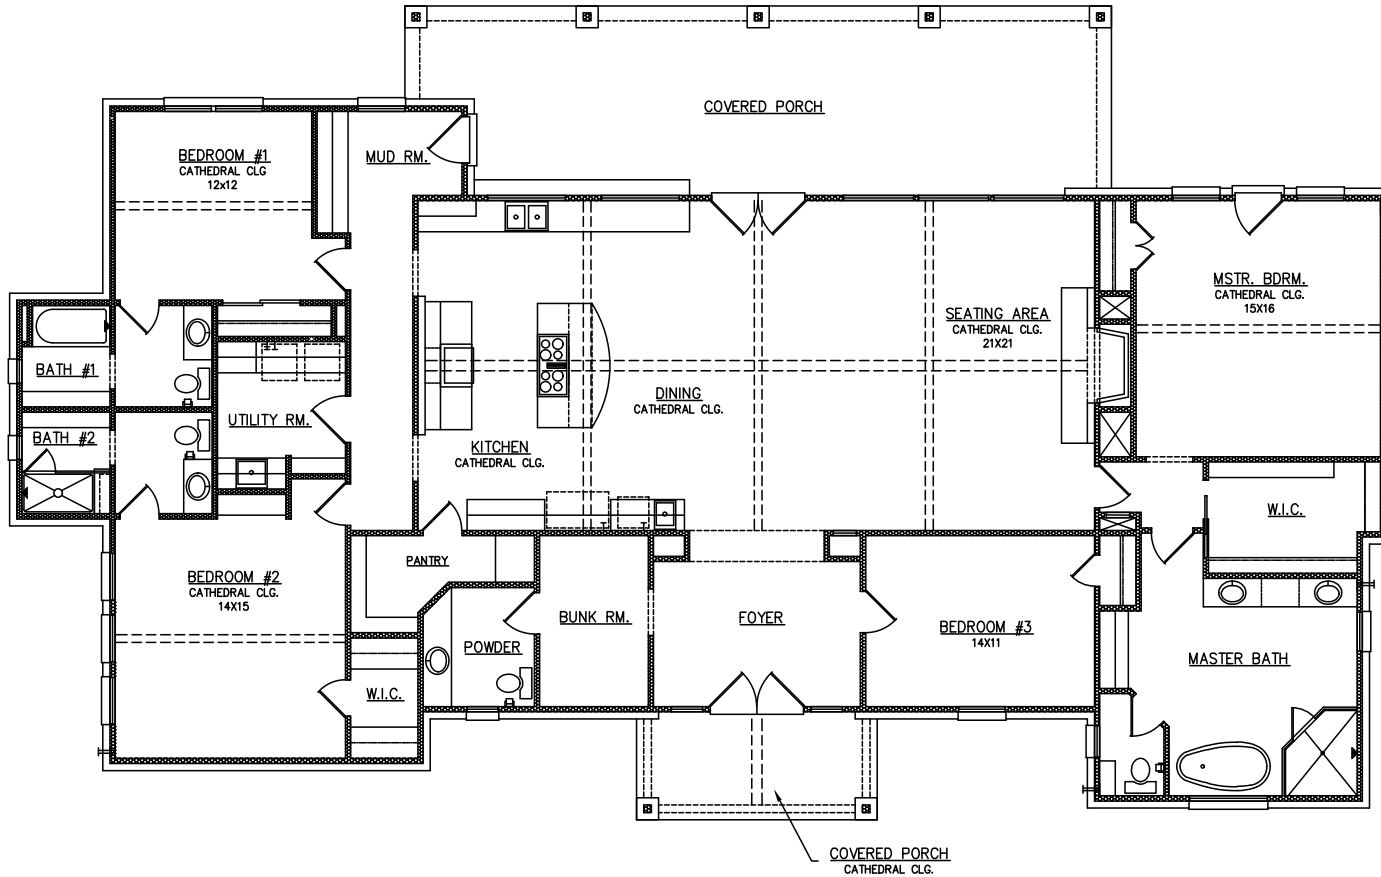 COVERED PORCH
BEDROOM #1
CATHEDRAL CLG
12x12
MUD RM.
MSTR. BDRM.
CATHEDRAL CLG.
15X16
SEATING AREA
CATHEDRAL CLG.
21X21
BATH #1
DINING
CATHEDRAL CLG.
UTILITY RM.
BATH #2
KITCHEN
CATHEDRAL CLG.
W.I.C.
PANTRY
BEDROOM #2
CATHEDRAL CLG.
14X15
BUNK RM.
FOYER
BEDROOM #3
14X11
POWDER
MASTER BATH
W.I.C.
COVERED PORCH
CATHEDRAL CLG.